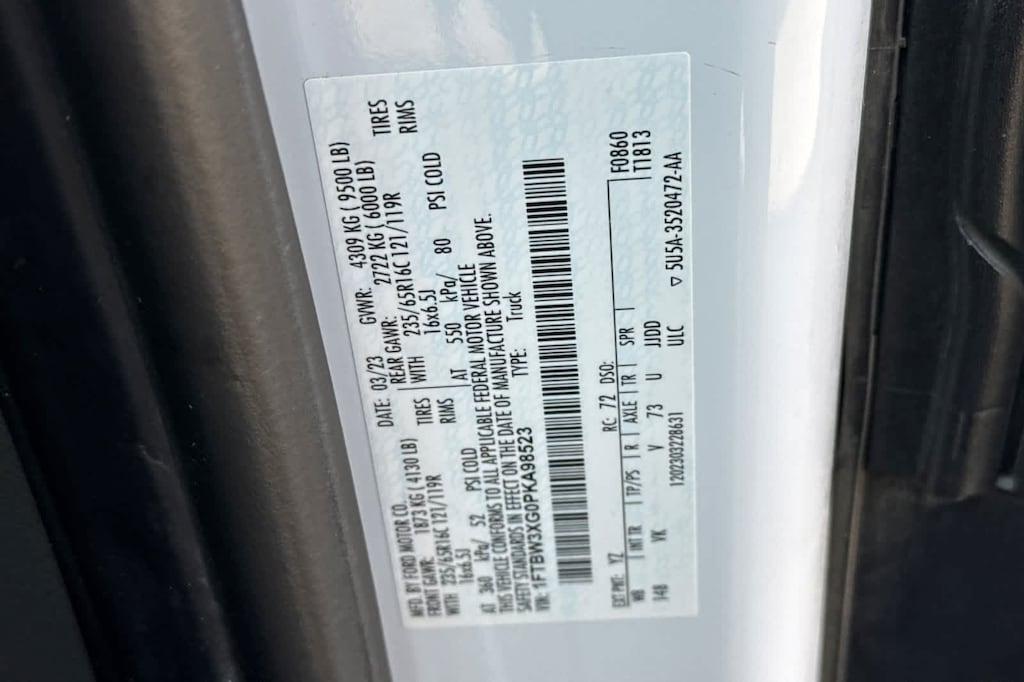 MFD. BY FORD MOTOR CO.
DATE: 03/23 GVWR: 4309 KG ( 9500 LB)
FRONT GAWR: 1873 KG ( 4130 LB) REAR GAWR: 2722 KG ( 6000 LB)
WITH 235/65R16C 121/119R TIRES WITH 235/65R16C 121/119R TIRES
16x6.5J RIMS 16x6.5J RIMS
AT 360 kPa/ 52 PSI COLD AT 550 kPa/ 80 PSI COLD
THIS VEHICLE CONFORMS TO ALL APPLICABLE FEDERAL MOTOR VEHICLE
SAFETY STANDARDS IN EFFECT ON THE DATE OF MANUFACTURE SHOWN ABOVE.
VIN: 1FTBW3XG0PKA98523 TYPE: Truck
F0860
T1813
EXT PNT: YZ RC: 72 DSO:
WB INT TR TP/PS R AXLE TR SPR
148 VK V 73 U JJDD
1202303228631 ULC ▽ 5U5A-3520472-AA